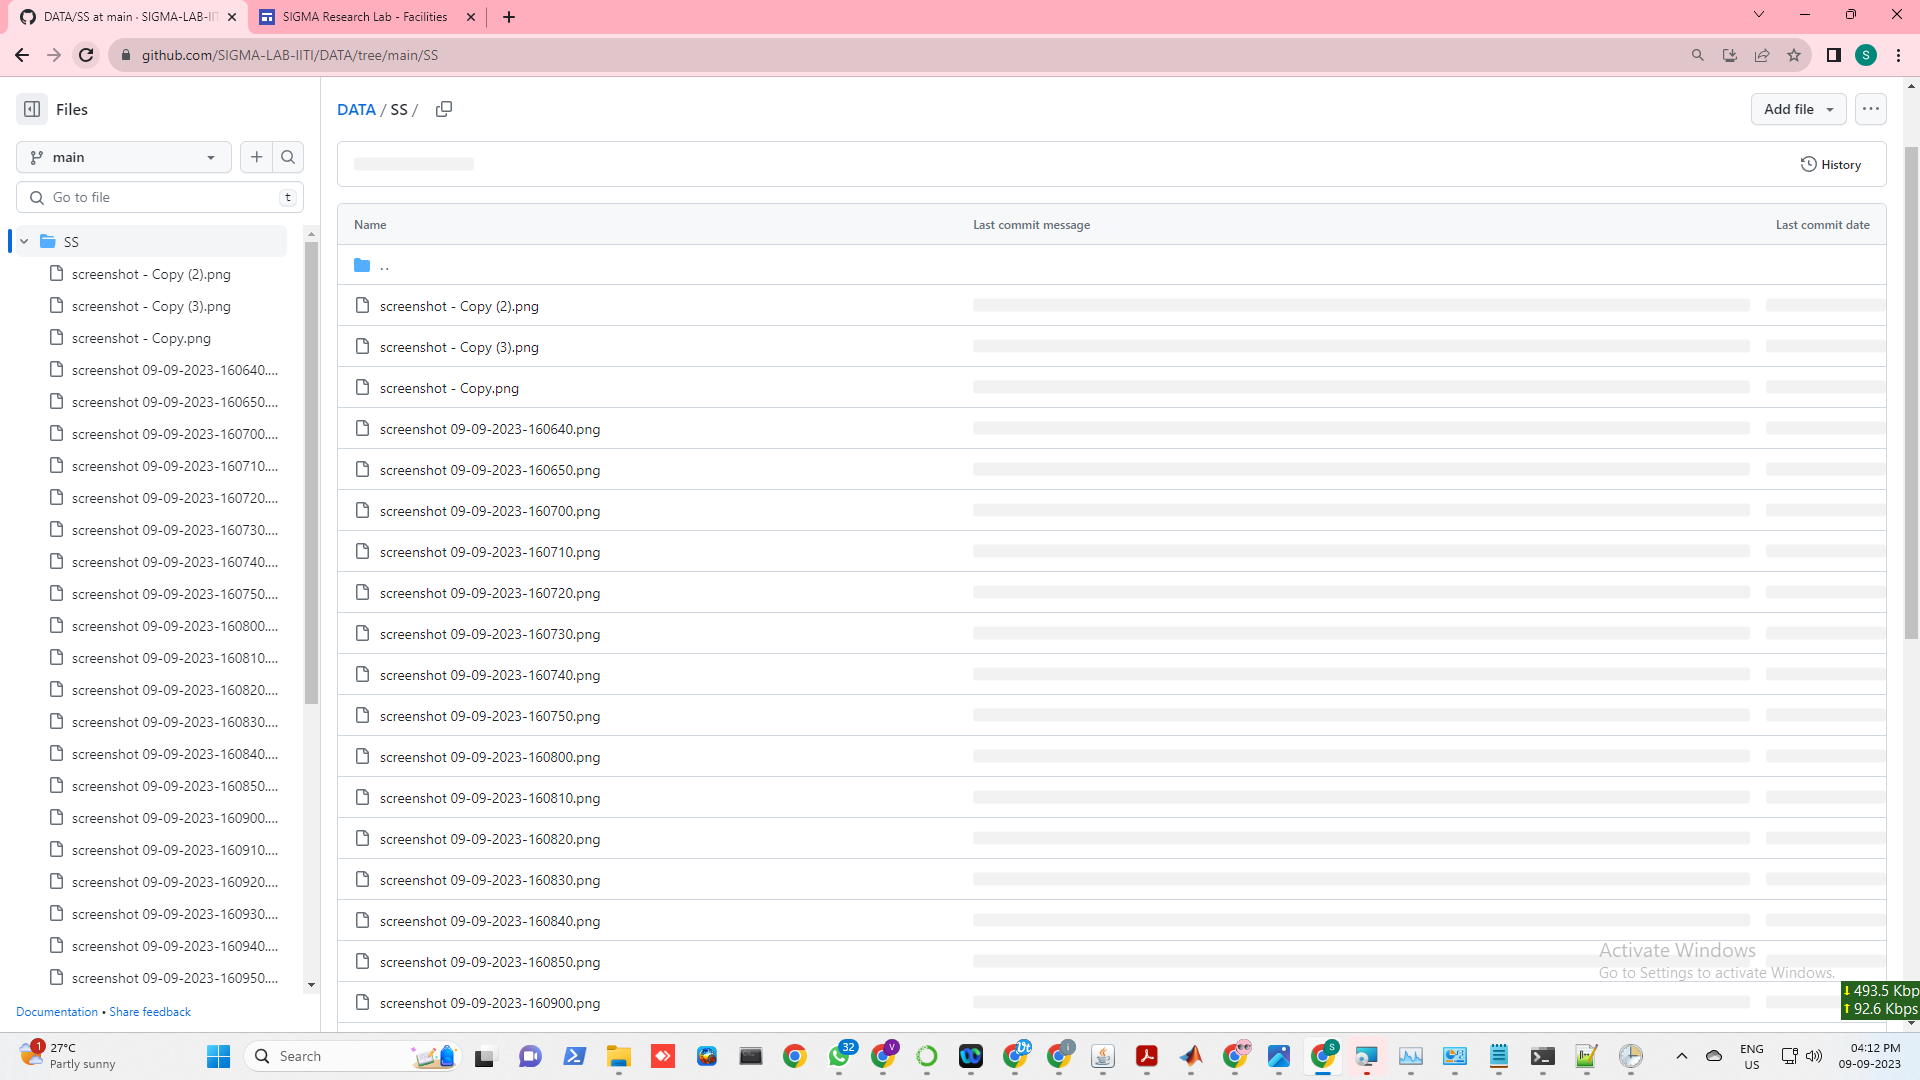 DATA/SS at main · SIGMA-LAB-IIT
SIGMA Research Lab - Facilities
github.com/SIGMA-LAB-IITI/DATA/tree/main/SS
S
Files
DATA / SS /
Add file
main
History
Go to file
t
Name
Last commit message
Last commit date
SS
screenshot - Copy (2).png
screenshot - Copy (3).png
screenshot - Copy.png
screenshot 09-09-2023-160640....
screenshot 09-09-2023-160650....
screenshot 09-09-2023-160700....
screenshot 09-09-2023-160710....
screenshot 09-09-2023-160720....
screenshot 09-09-2023-160730....
screenshot 09-09-2023-160740....
screenshot 09-09-2023-160750....
screenshot 09-09-2023-160800....
screenshot 09-09-2023-160810....
screenshot 09-09-2023-160820....
screenshot 09-09-2023-160830....
screenshot 09-09-2023-160840....
screenshot 09-09-2023-160850....
screenshot 09-09-2023-160900....
screenshot 09-09-2023-160910....
screenshot 09-09-2023-160920....
screenshot 09-09-2023-160930....
screenshot 09-09-2023-160940....
screenshot 09-09-2023-160950....
Documentation • Share feedback
..
screenshot - Copy (2).png
screenshot - Copy (3).png
screenshot - Copy.png
screenshot 09-09-2023-160640.png
screenshot 09-09-2023-160650.png
screenshot 09-09-2023-160700.png
screenshot 09-09-2023-160710.png
screenshot 09-09-2023-160720.png
screenshot 09-09-2023-160730.png
screenshot 09-09-2023-160740.png
screenshot 09-09-2023-160750.png
screenshot 09-09-2023-160800.png
screenshot 09-09-2023-160810.png
screenshot 09-09-2023-160820.png
screenshot 09-09-2023-160830.png
screenshot 09-09-2023-160840.png
screenshot 09-09-2023-160850.png
screenshot 09-09-2023-160900.png
Activate Windows
Go to Settings to activate Windows.
493.5 Kbp
92.6 Kbps
1
27°C
Partly sunny
Search
32
V
S
ENG
US
04:12 PM
09-09-2023